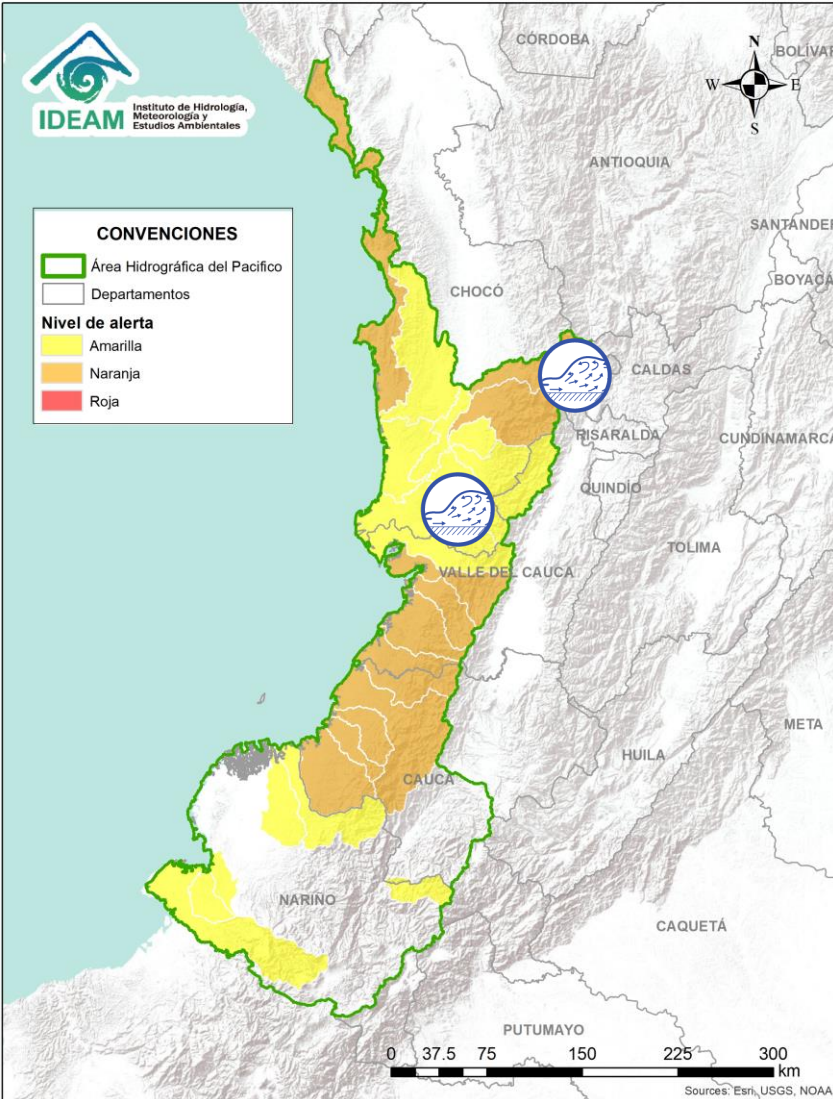 IDEAM
Instituto de Hidrología,
Meteorología y
Estudios Ambientales
N
W
E
S
CÓRDOBA
BOLÍVAR
ANTIOQUIA
SANTANDER
BOYACÁ
CHOCÓ
CONVENCIONES
Área Hidrográfica del Pacifico
Departamentos
Nivel de alerta
Amarilla
Naranja
Roja
CALDAS
RISARALDA
CUNDINAMARCA
QUINDÍO
TOLIMA
VALLE DEL CAUCA
META
HUILA
CAUCA
NARIÑO
CAQUETÁ
PUTUMAYO
0 37.5 75 150 225 300
km
Sources: Esri, USGS, NOAA